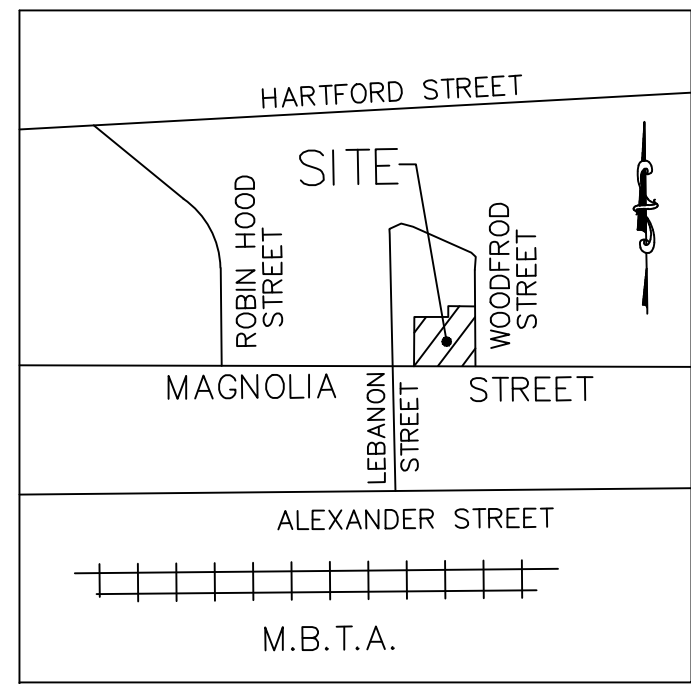 HARTFORD STREET
SITE
ROBIN HOOD
STREET
WOODFROD
STREET
MAGNOLIA STREET
LEBANON
STREET
ALEXANDER STREET
M.B.T.A.